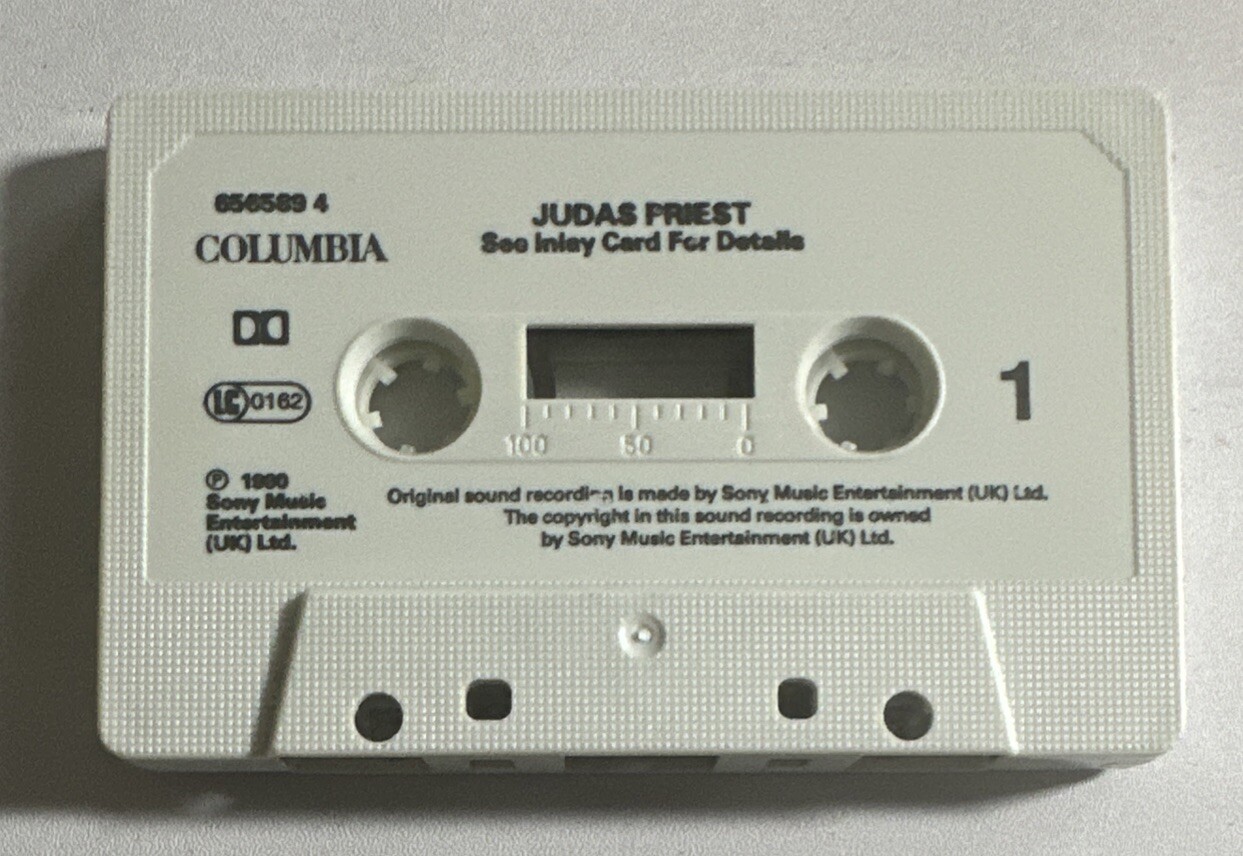 656589 4
COLUMBIA
JUDAS PRIEST
See Inlay Card For Details
LC 0162
1
100 50 0
℗ 1990
Sony Music
Entertainment
(UK) Ltd.
Original sound recording is made by Sony Music Entertainment (UK) Ltd.
The copyright in this sound recording is owned
by Sony Music Entertainment (UK) Ltd.